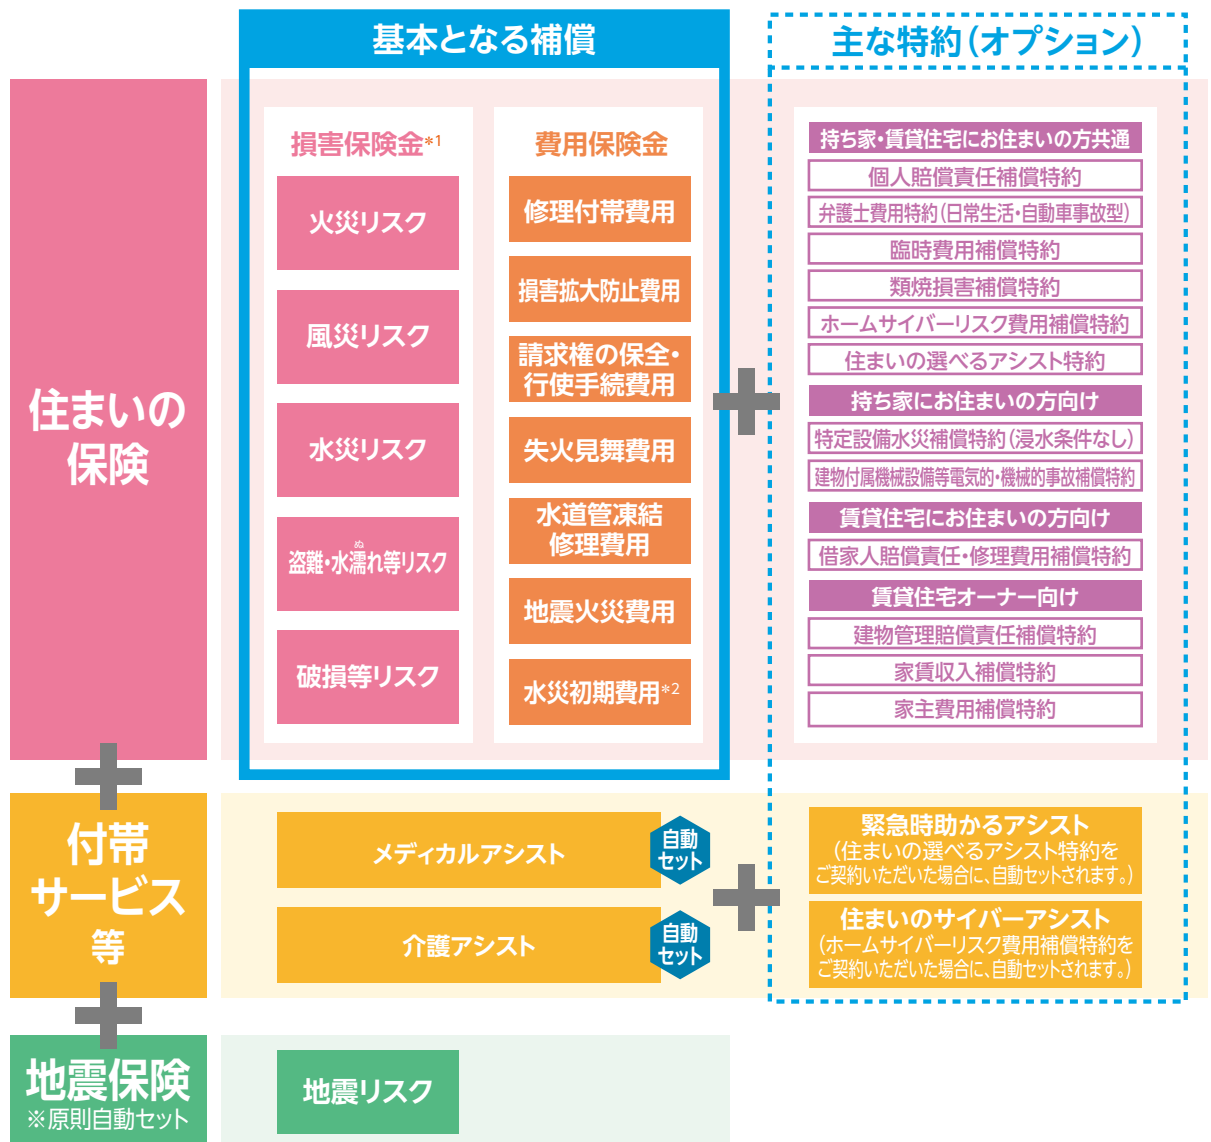 基本となる補償
主な特約（オプション）
住まいの
保険
損害保険金*1
火災リスク
風災リスク
水災リスク
ぬ
盗難・水濡れ等リスク
破損等リスク
費用保険金
修理付帯費用
損害拡大防止費用
請求権の保全・
行使手続費用
失火見舞費用
水道管凍結
修理費用
地震火災費用
水災初期費用*2
持ち家・賃貸住宅にお住まいの方共通
個人賠償責任補償特約
弁護士費用特約（日常生活・自動車事故型）
臨時費用補償特約
類焼損害補償特約
ホームサイバーリスク費用補償特約
住まいの選べるアシスト特約
持ち家にお住まいの方向け
特定設備水災補償特約（浸水条件なし）
建物付属機械設備等電気的・機械的事故補償特約
賃貸住宅にお住まいの方向け
借家人賠償責任・修理費用補償特約
賃貸住宅オーナー向け
建物管理賠償責任補償特約
家賃収入補償特約
家主費用補償特約
付帯
サービス
等
メディカルアシスト
自動
セット
介護アシスト
自動
セット
緊急時助かるアシスト
（住まいの選べるアシスト特約を
ご契約いただいた場合に、自動セットされます。）
住まいのサイバーアシスト
（ホームサイバーリスク費用補償特約を
ご契約いただいた場合に、自動セットされます。）
地震保険
※原則自動セット
地震リスク